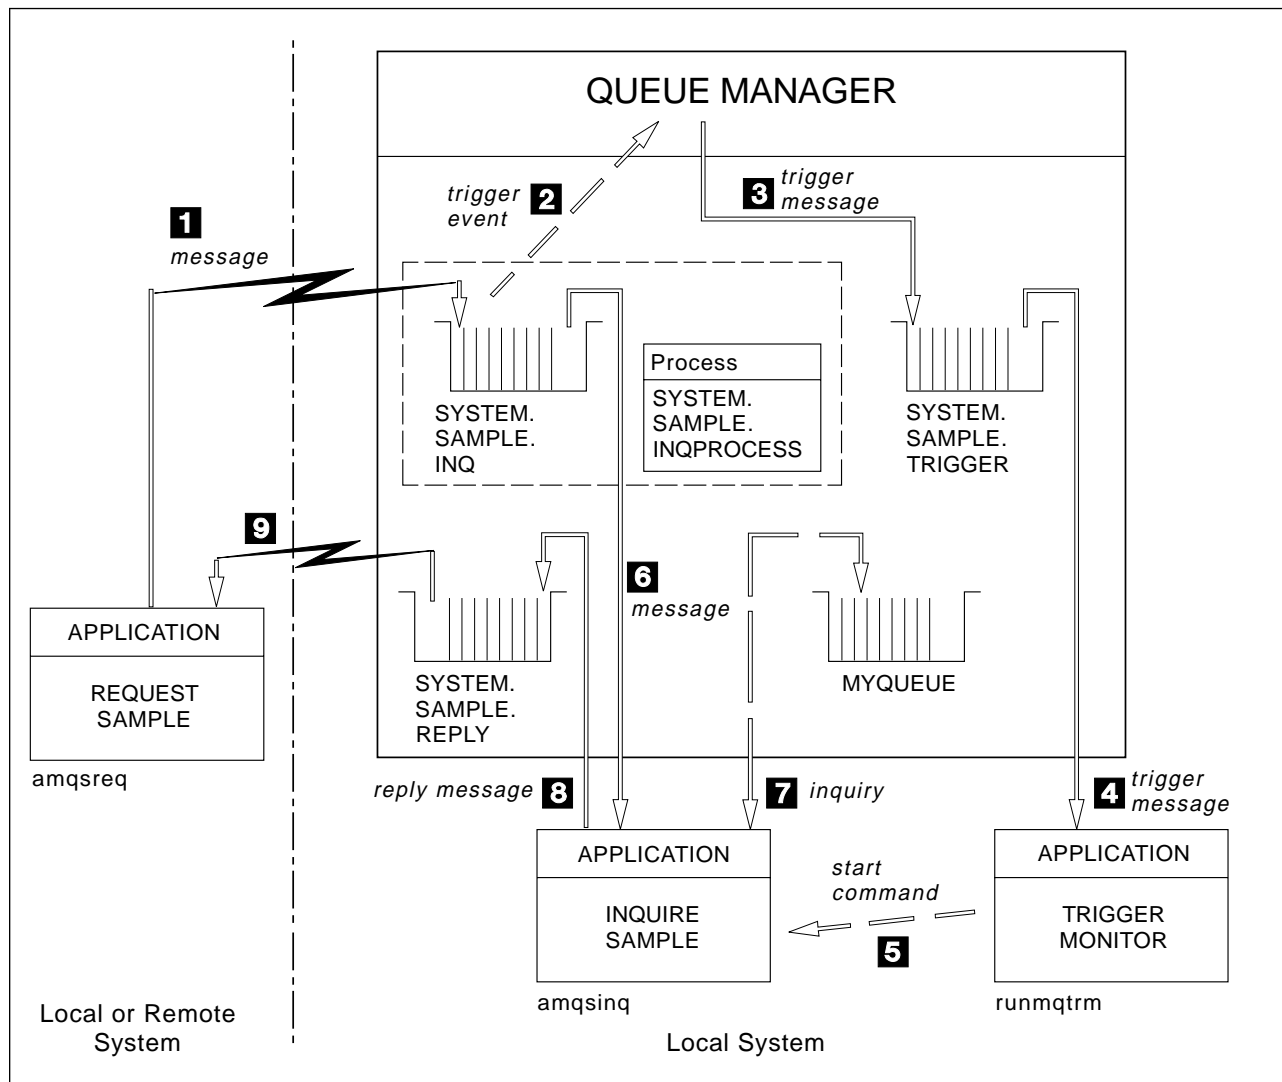 QUEUE MANAGER
1
message
trigger
event
2
3
trigger
message
Process
SYSTEM.
SAMPLE.
INQPROCESS
SYSTEM.
SAMPLE.
INQ
SYSTEM.
SAMPLE.
TRIGGER
9
6
message
APPLICATION
REQUEST
SAMPLE
amqsreq
SYSTEM.
SAMPLE.
REPLY
MYQUEUE
reply message
8
7
inquiry
4
trigger
message
APPLICATION
INQUIRE
SAMPLE
amqsinq
start
command
5
APPLICATION
TRIGGER
MONITOR
runmqtrm
Local or Remote
System
Local System